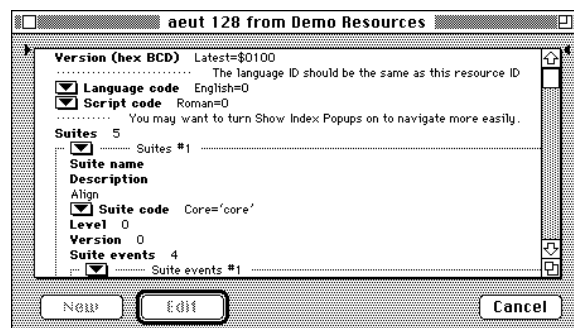 aeut 128 from Demo Resources
Version (hex BCD) Latest=$0100
The language ID should be the same as this resource ID
Language code English=0
Script code Roman=0
You may want to turn Show Index Popups on to navigate more easily.
Suites 5
Suites #1
Suite name
Description
Align
Suite code Core='core'
Level 0
Version 0
Suite events 4
Suite events #1
New Edit Cancel